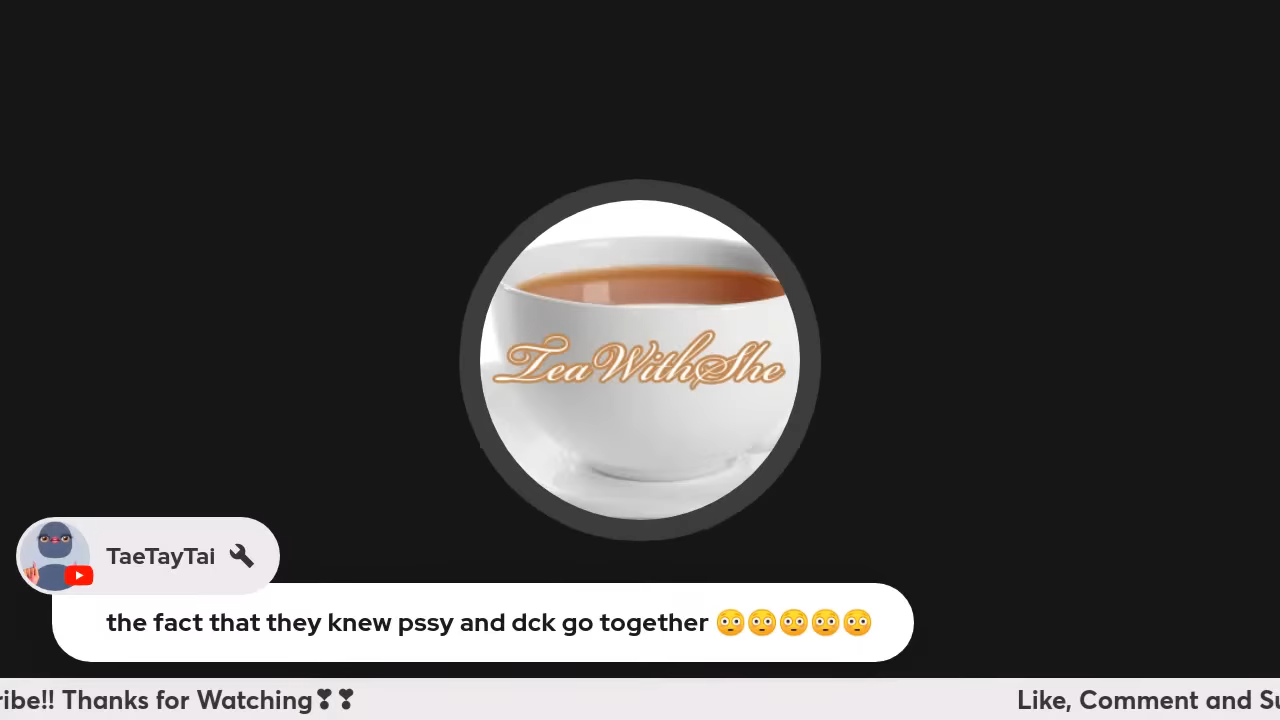 TeaWithShe
TaeTayTai
the fact that they knew pssy and dck go together 😳😳😳😳😳
ribe!! Thanks for Watching❣❣
Like, Comment and Su